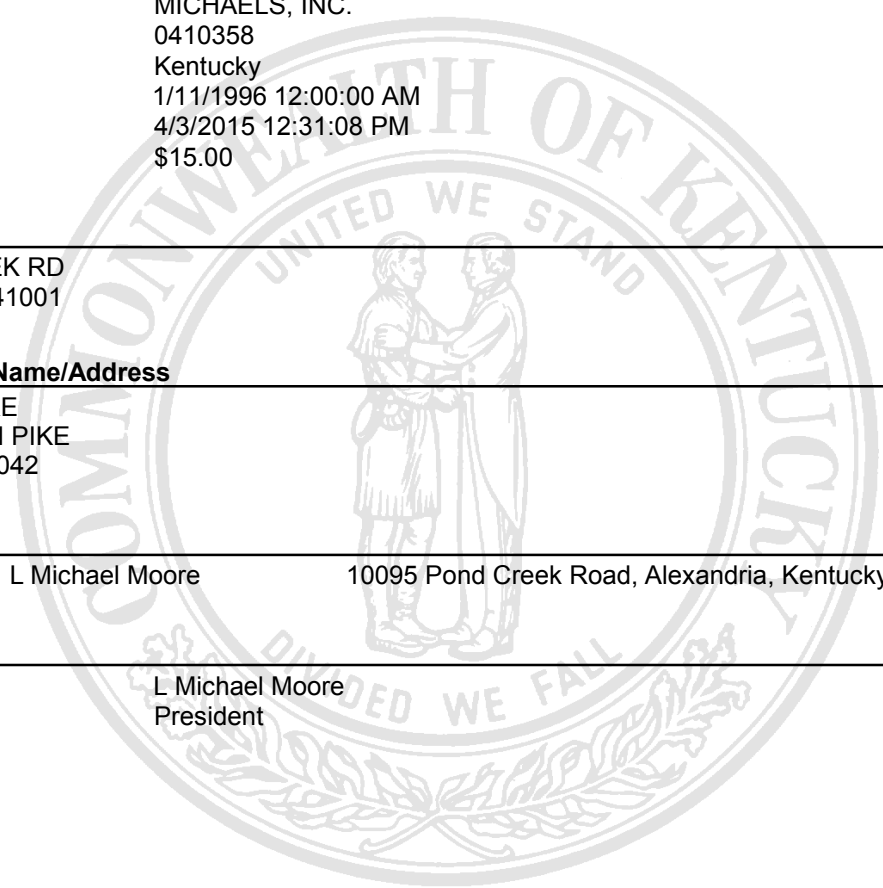 MICHAELS, INC.
0410358
Kentucky
1/11/1996 12:00:00 AM
4/3/2015 12:31:08 PM
$15.00
COMMONWEALTH OF KENTUCKY
UNITED WE STAND
EK RD
41001
Name/Address
E
PIKE
042
L Michael Moore 10095 Pond Creek Road, Alexandria, Kentucky
DIVIDED WE FALL
L Michael Moore
President